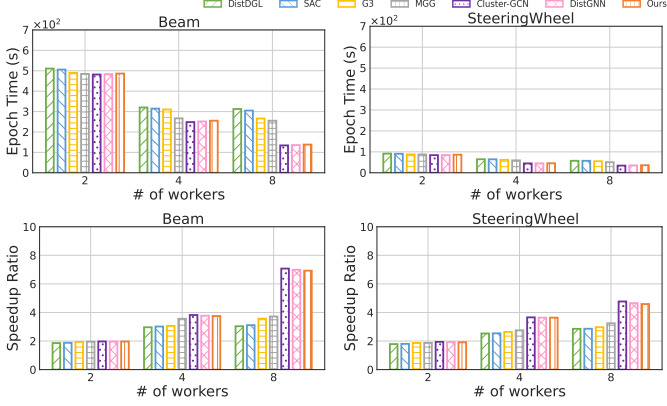 DistDGL SAC G3 MGG Cluster-GCN DistGNN Ours
×10²
Beam
Epoch Time (s)
7
6
5
4
3
2
1
0
2 4 8
# of workers
×10²
SteeringWheel
Epoch Time (s)
7
6
5
4
3
2
1
0
2 4 8
# of workers
Beam
Speedup Ratio
10
8
6
4
2
0
2 4 8
# of workers
SteeringWheel
Speedup Ratio
10
8
6
4
2
0
2 4 8
# of workers